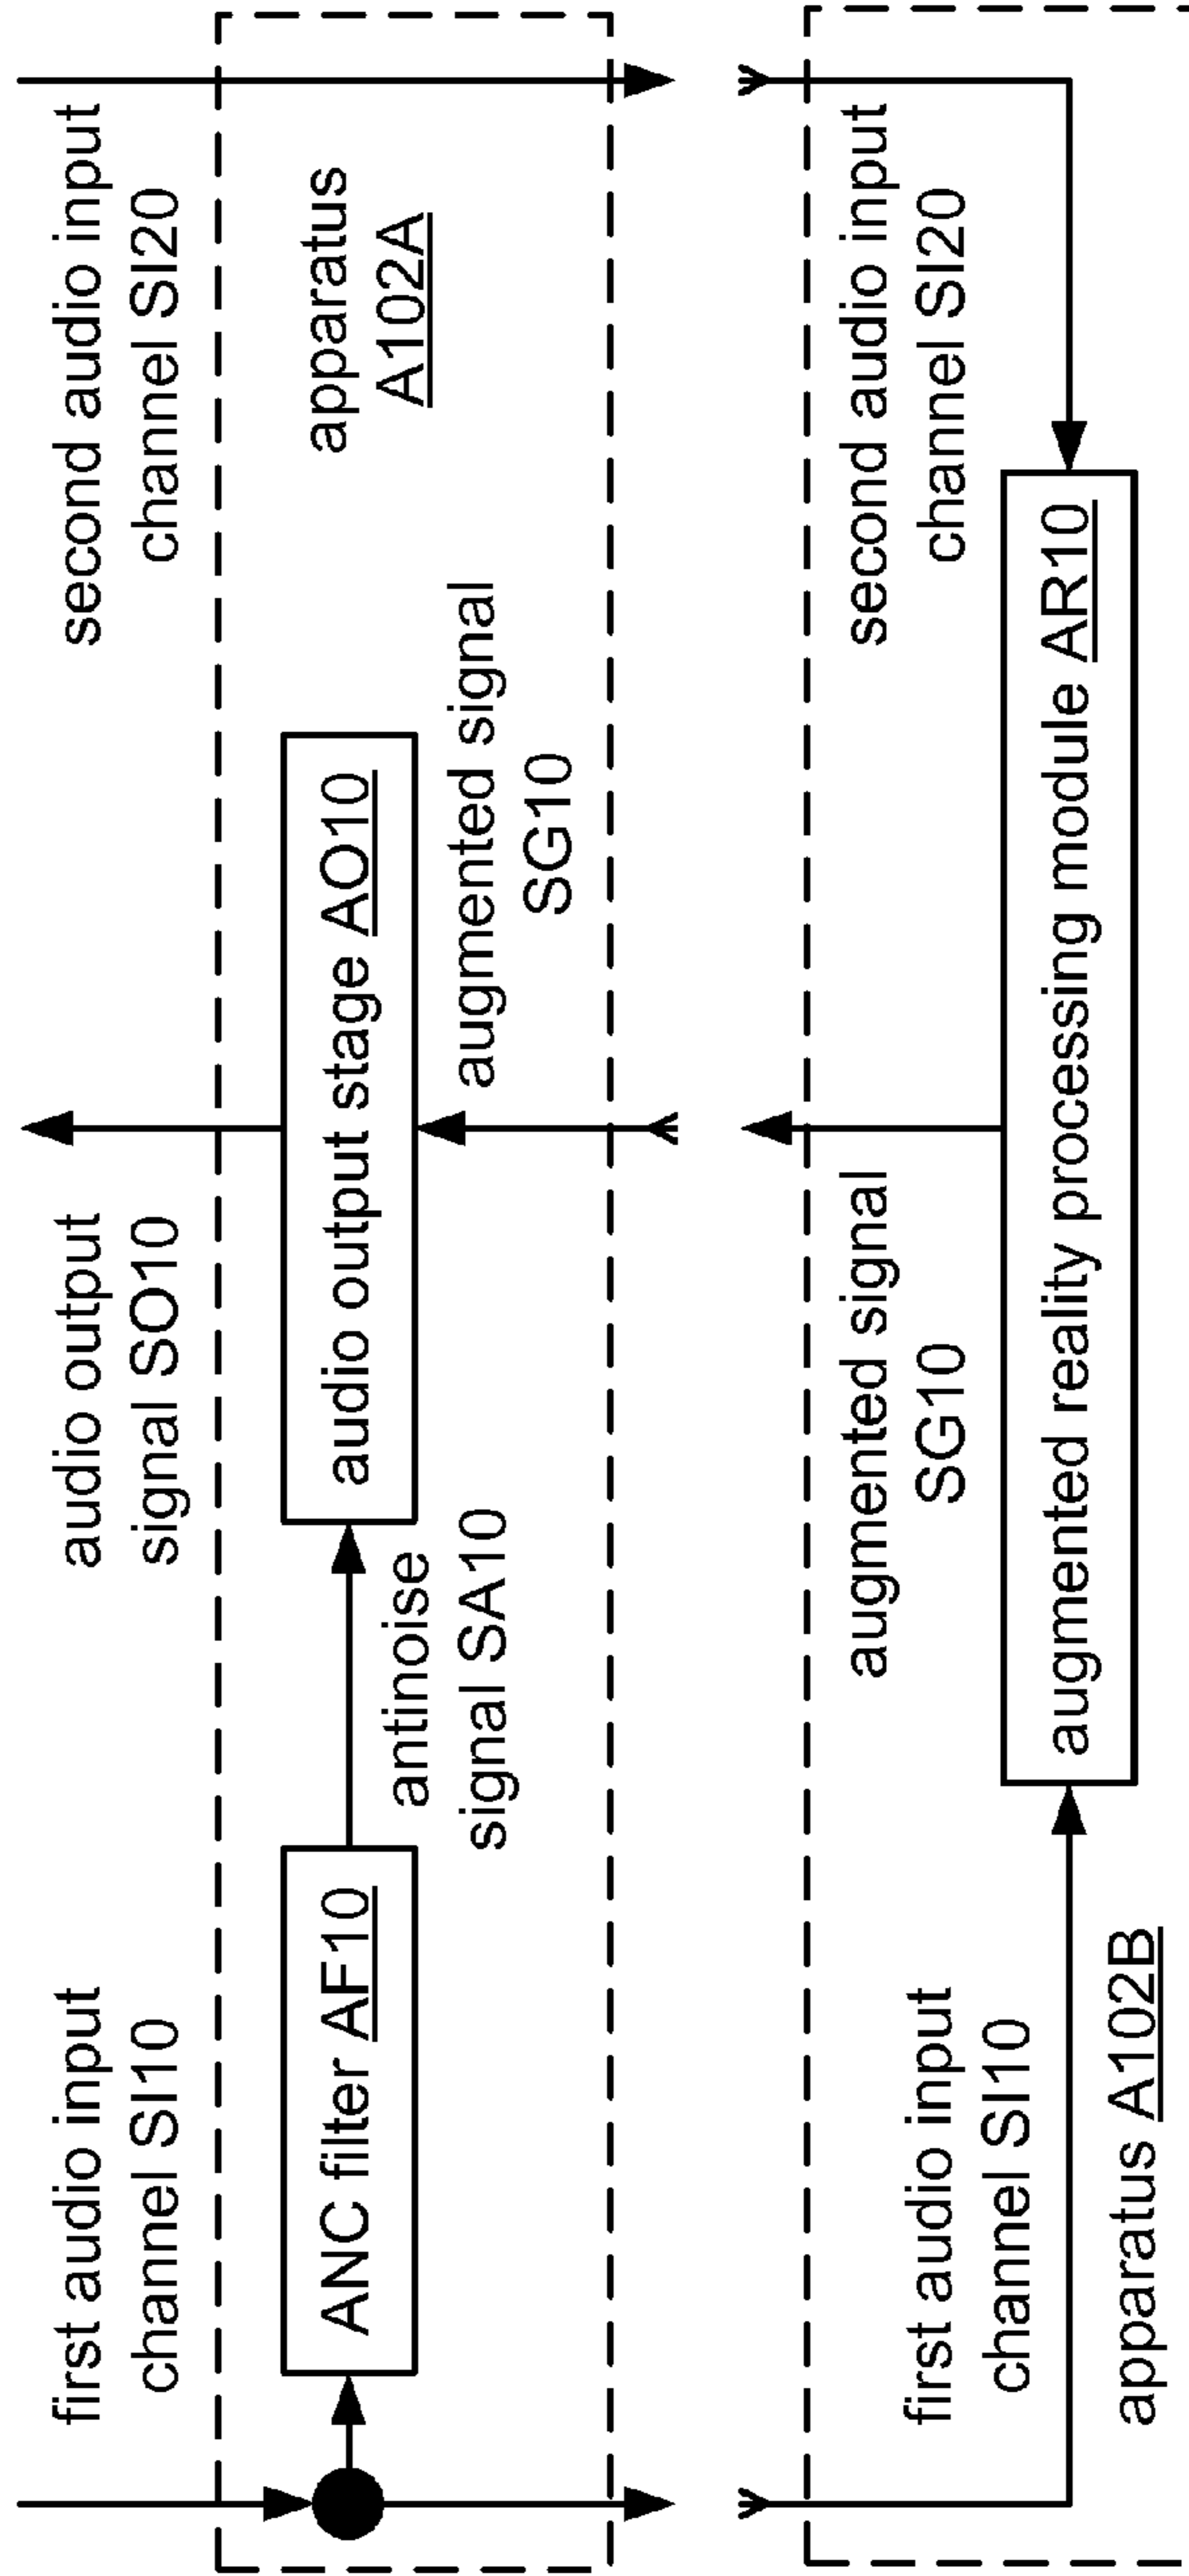 first audio input
channel SI10
audio output
signal SO10
second audio input
channel SI20
ANC filter AF10
antinoise
signal SA10
audio output stage AO10
augmented signal
SG10
apparatus
A102A
first audio input
channel SI10
augmented signal
SG10
second audio input
channel SI20
augmented reality processing module AR10
apparatus A102B